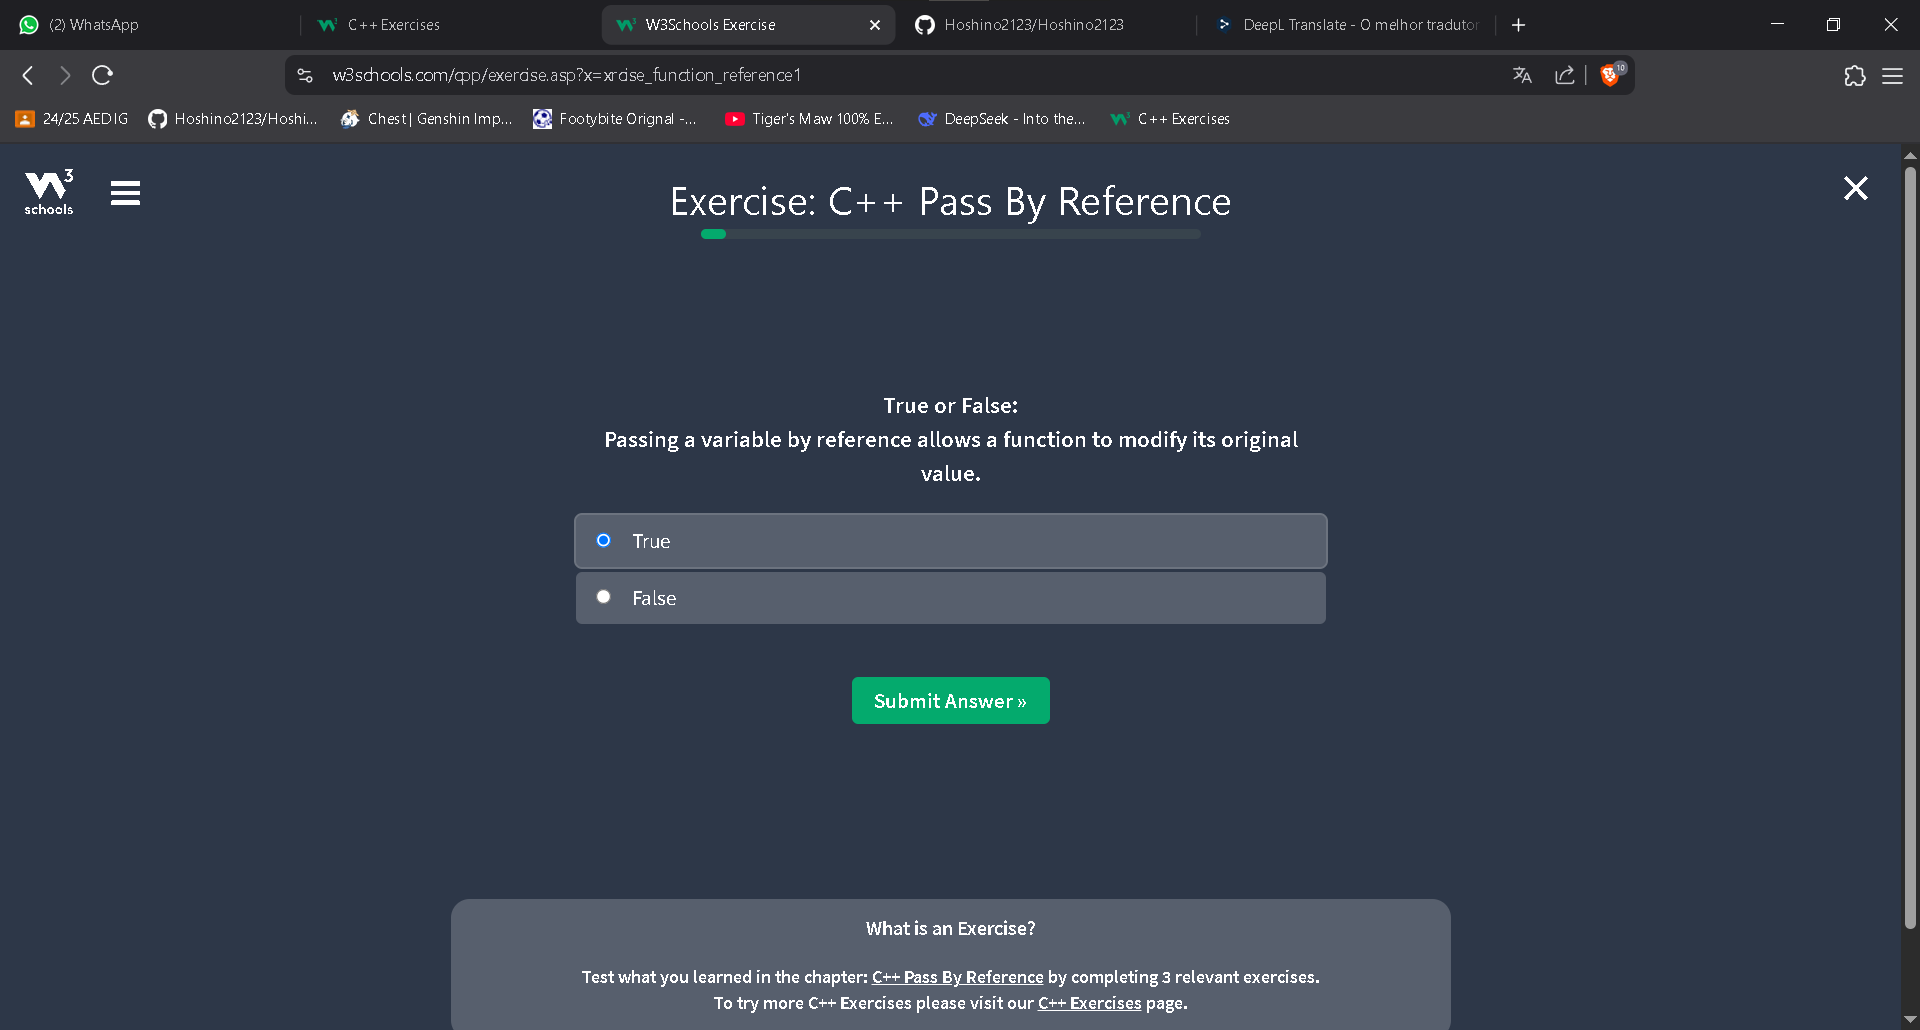 (2) WhatsApp
C++ Exercises
W3Schools Exercise
Hoshino2123/Hoshino2123
DeepL Translate - O melhor tradutor
w3schools.com/cpp/exercise.asp?x=xrcise_function_reference1
10
24/25 AEDIG
Hoshino2123/Hoshi...
Chest | Genshin Imp...
Footybite Orignal -...
Tiger's Maw 100% E...
DeepSeek - Into the...
C++ Exercises
3
schools
Exercise: C++ Pass By Reference
True or False:
Passing a variable by reference allows a function to modify its original
value.
True
False
Submit Answer »
What is an Exercise?
Test what you learned in the chapter: C++ Pass By Reference by completing 3 relevant exercises.
To try more C++ Exercises please visit our C++ Exercises page.